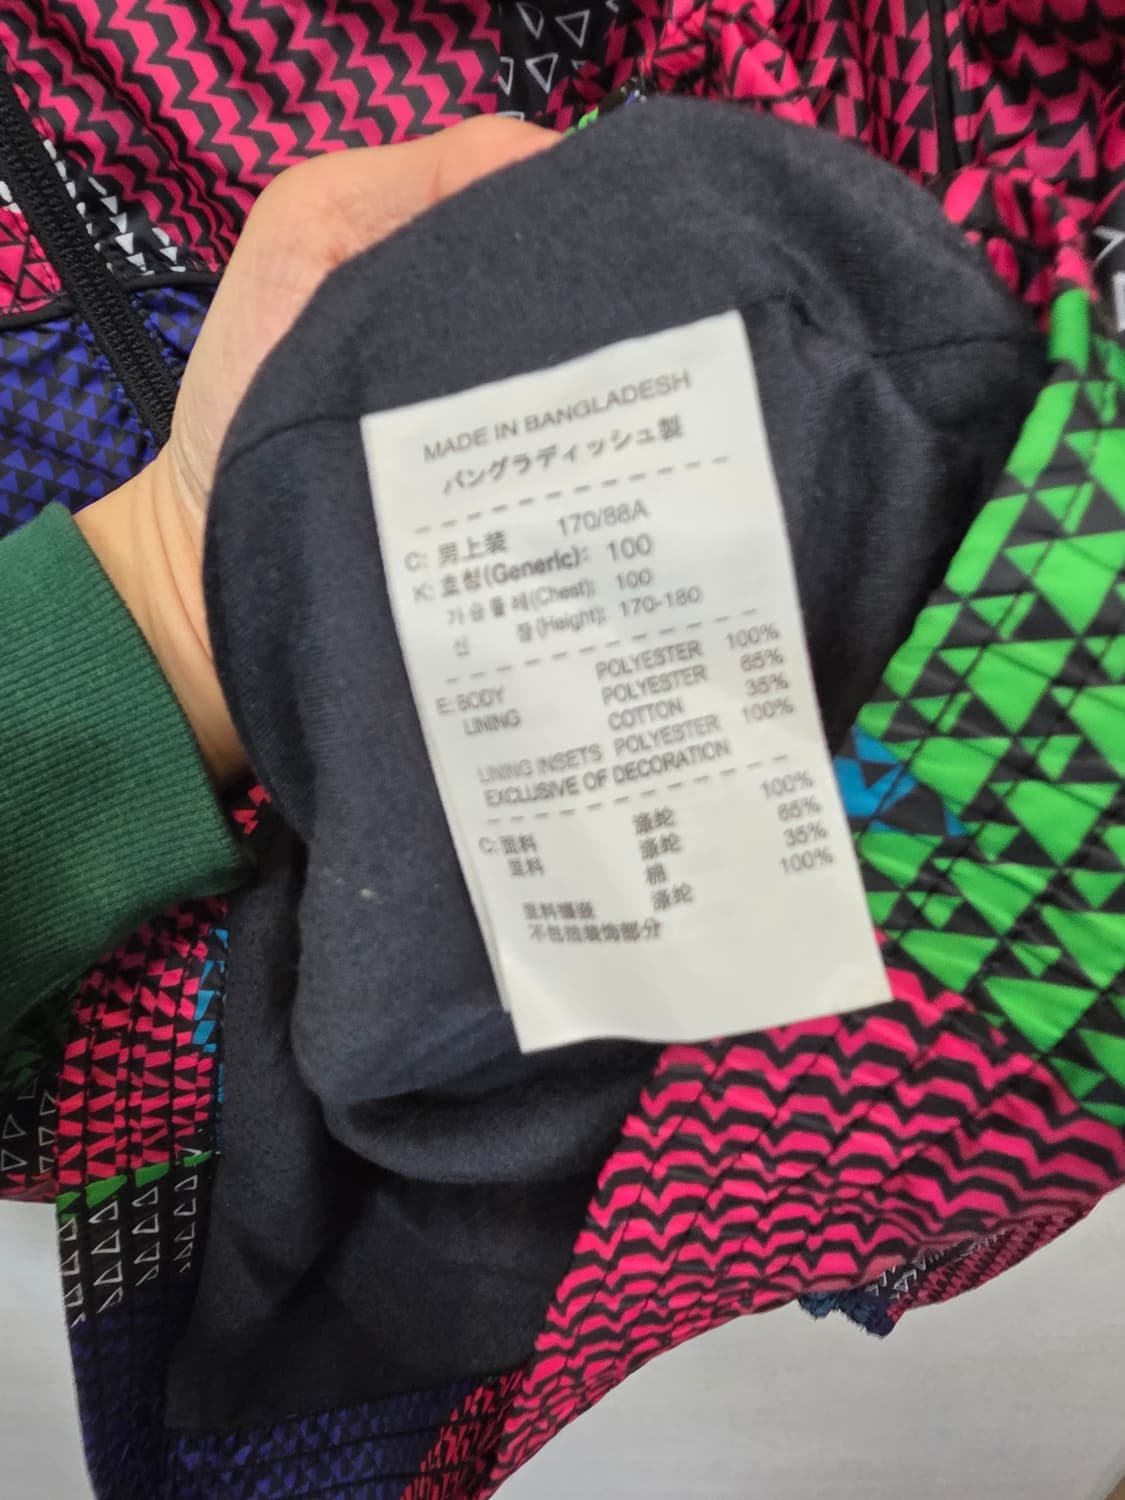 MADE IN BANGLADESH
バングラディッシュ製
C: 男上装 170/88A
K: 호칭(Generic): 100
가슴둘레(Chest): 100
신 장(Height): 170-180
E: BODY POLYESTER 100%
LINING POLYESTER 65%
COTTON 35%
LINING INSETS POLYESTER 100%
EXCLUSIVE OF DECORATION
C: 面料 涤纶 100%
里料 涤纶 65%
棉 35%
里料镶嵌 涤纶 100%
不包括装饰部分